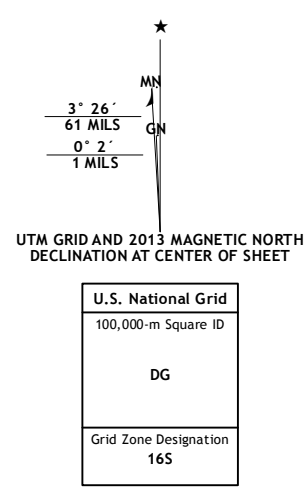 ★
MN
3° 26´
61 MILS
GN
0° 2´
1 MILS
UTM GRID AND 2013 MAGNETIC NORTH
DECLINATION AT CENTER OF SHEET
U.S. National Grid
100,000-m Square ID
DG
Grid Zone Designation
16S